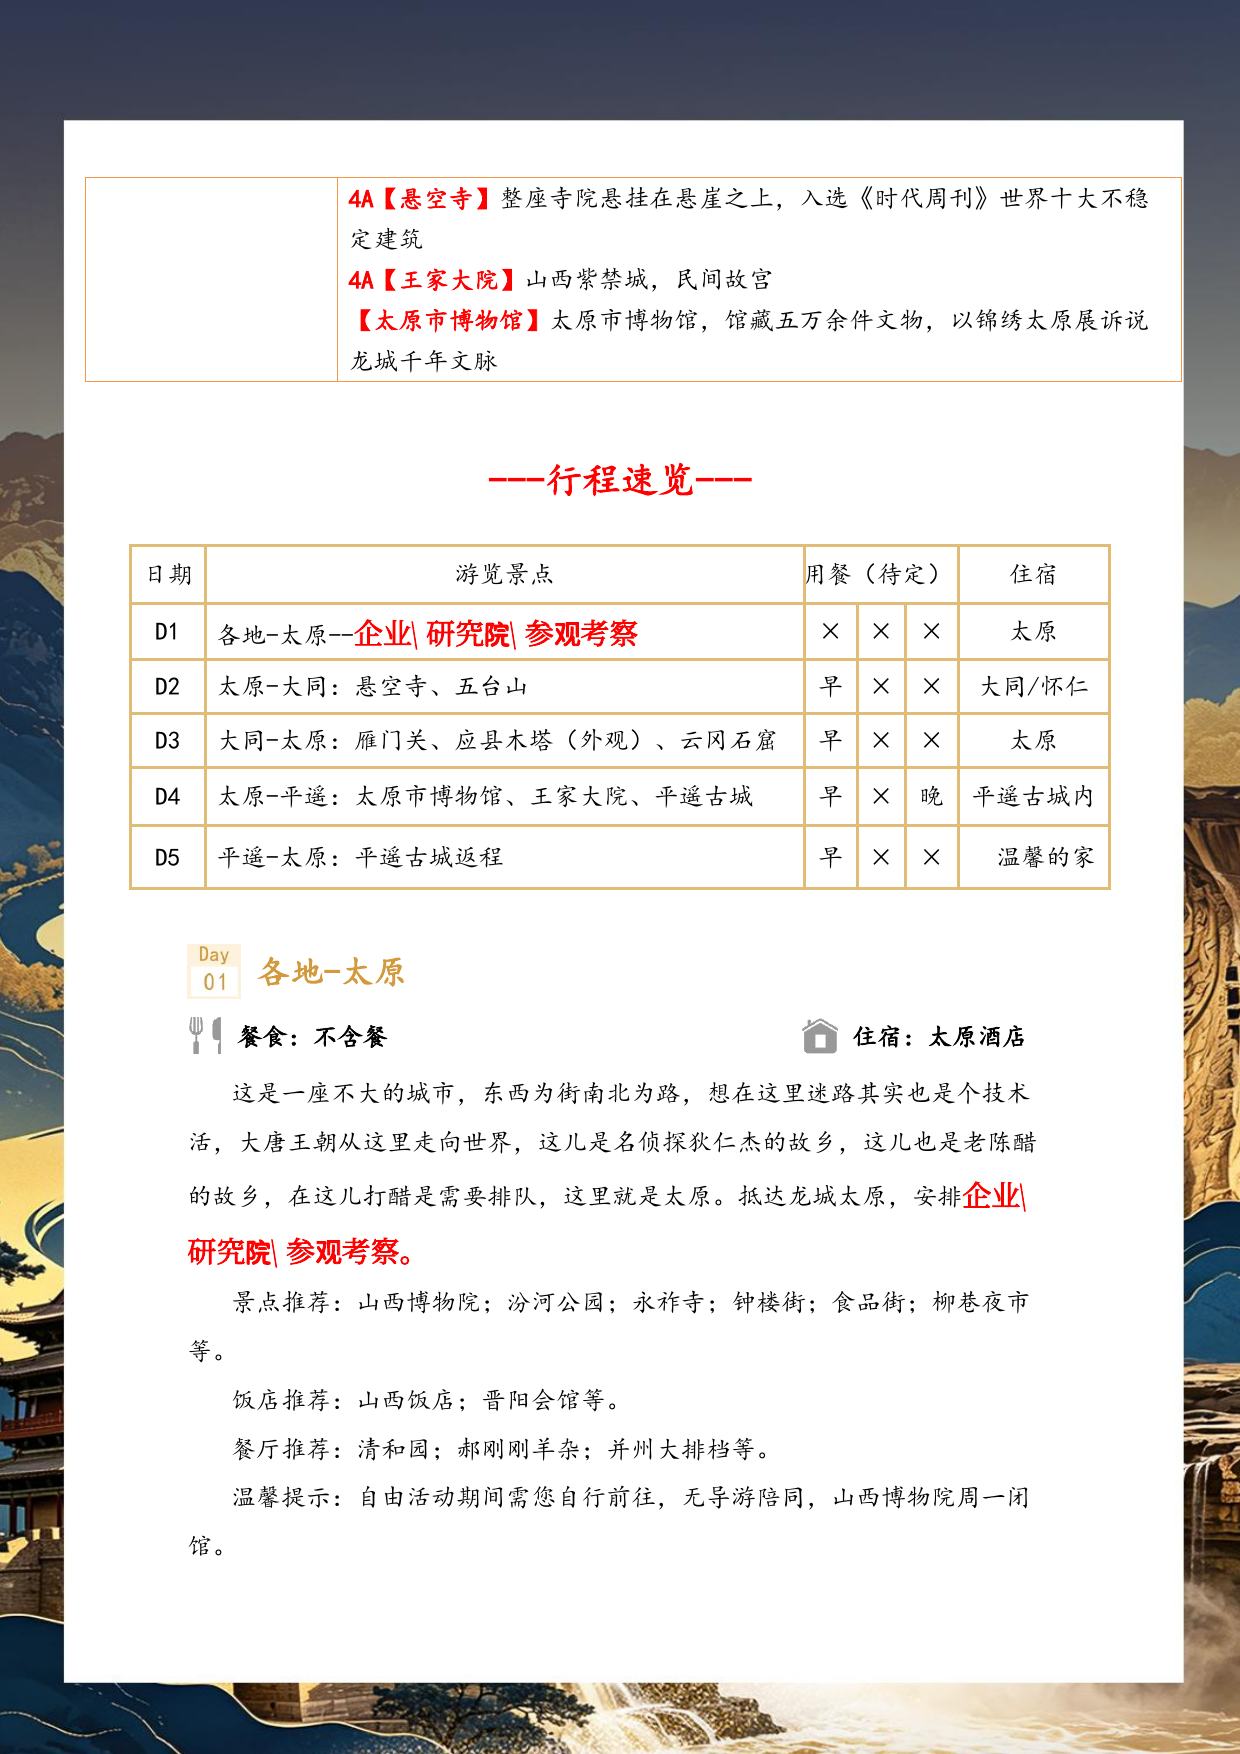 4A【悬空寺】整座寺院悬挂在悬崖之上，入选《时代周刊》世界十大不稳
定建筑
4A【王家大院】山西紫禁城，民间故宫
【太原市博物馆】太原市博物馆，馆藏五万余件文物，以锦绣太原展诉说
龙城千年文脉
---行程速览---
日期 游览景点 用餐（待定） 住宿
D1 各地-太原--企业\ 研究院\ 参观考察 × × × 太原
D2 太原-大同：悬空寺、五台山 早 × × 大同/怀仁
D3 大同-太原：雁门关、应县木塔（外观）、云冈石窟 早 × × 太原
D4 太原-平遥：太原市博物馆、王家大院、平遥古城 早 × 晚 平遥古城内
D5 平遥-太原：平遥古城返程 早 × × 温馨的家
Day
01 各地-太原
餐食：不含餐 住宿：太原酒店
这是一座不大的城市，东西为街南北为路，想在这里迷路其实也是个技术
活，大唐王朝从这里走向世界，这儿是名侦探狄仁杰的故乡，这儿也是老陈醋
的故乡，在这儿打醋是需要排队，这里就是太原。抵达龙城太原，安排企业\
研究院\ 参观考察。
景点推荐：山西博物院；汾河公园；永祚寺；钟楼街；食品街；柳巷夜市
等。
饭店推荐：山西饭店；晋阳会馆等。
餐厅推荐：清和园；郝刚刚羊杂；并州大排档等。
温馨提示：自由活动期间需您自行前往，无导游陪同，山西博物院周一闭
馆。